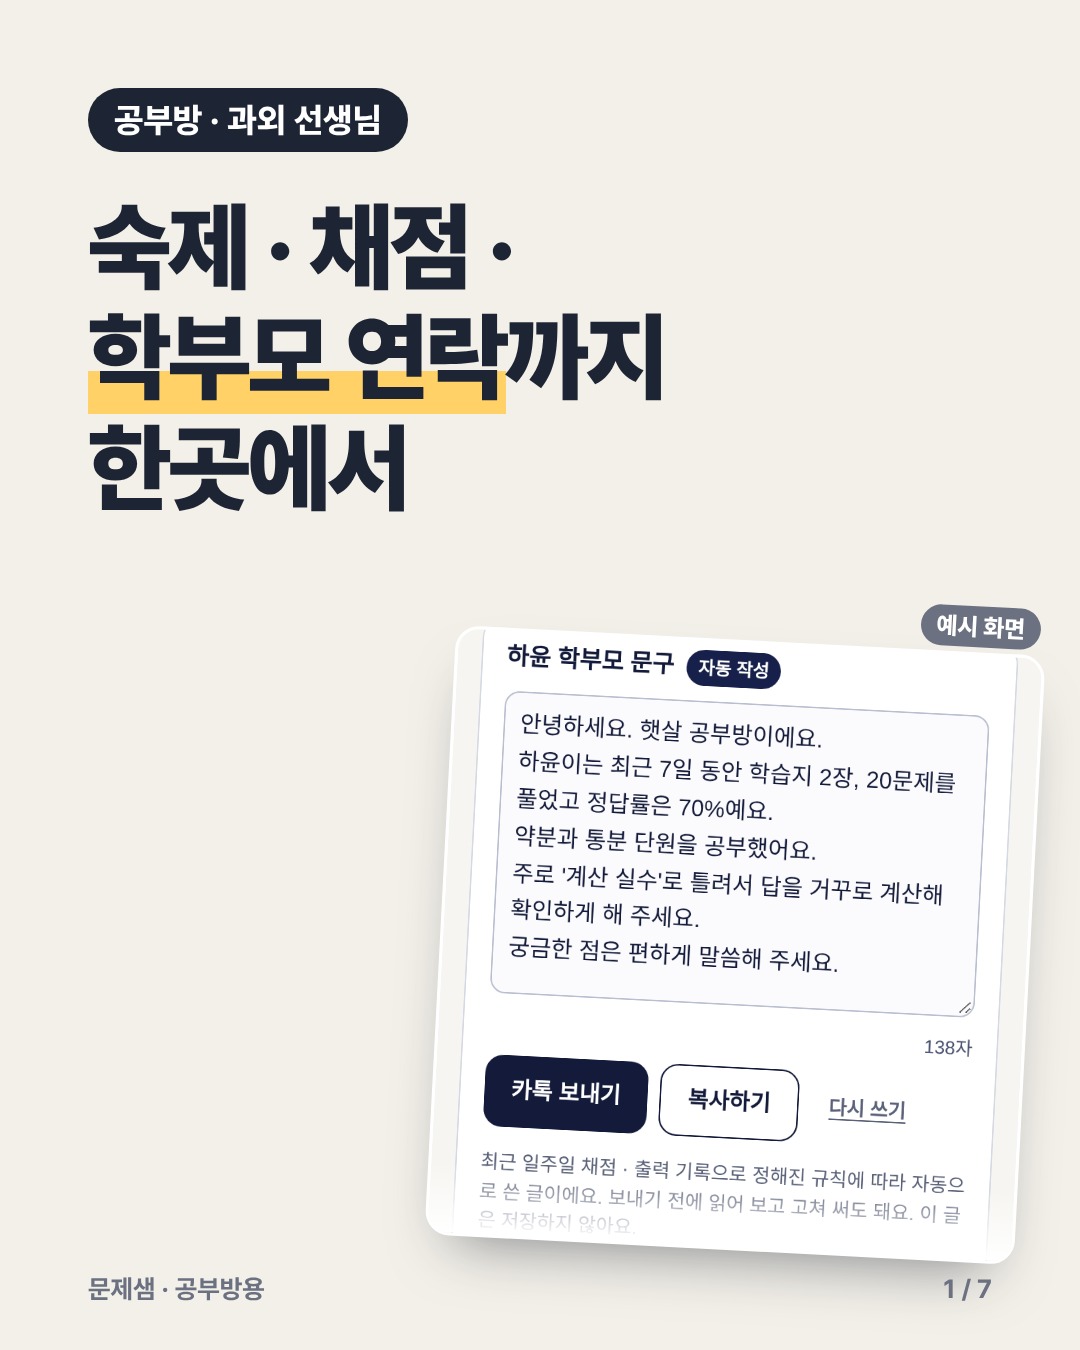 공부방 · 과외 선생님
숙제 · 채점 ·
학부모 연락까지
한곳에서
예시 화면
하윤 학부모 문구 자동 작성
안녕하세요. 햇살 공부방이에요.
하윤이는 최근 7일 동안 학습지 2장, 20문제를
풀었고 정답률은 70%예요.
약분과 통분 단원을 공부했어요.
주로 '계산 실수'로 틀려서 답을 거꾸로 계산해
확인하게 해 주세요.
궁금한 점은 편하게 말씀해 주세요.
138자
카톡 보내기 복사하기 다시 쓰기
최근 일주일 채점 · 출력 기록으로 정해진 규칙에 따라 자동으
로 쓴 글이에요. 보내기 전에 읽어 보고 고쳐 써도 돼요. 이 글
은 저장하지 않아요.
문제샘 · 공부방용
1 / 7